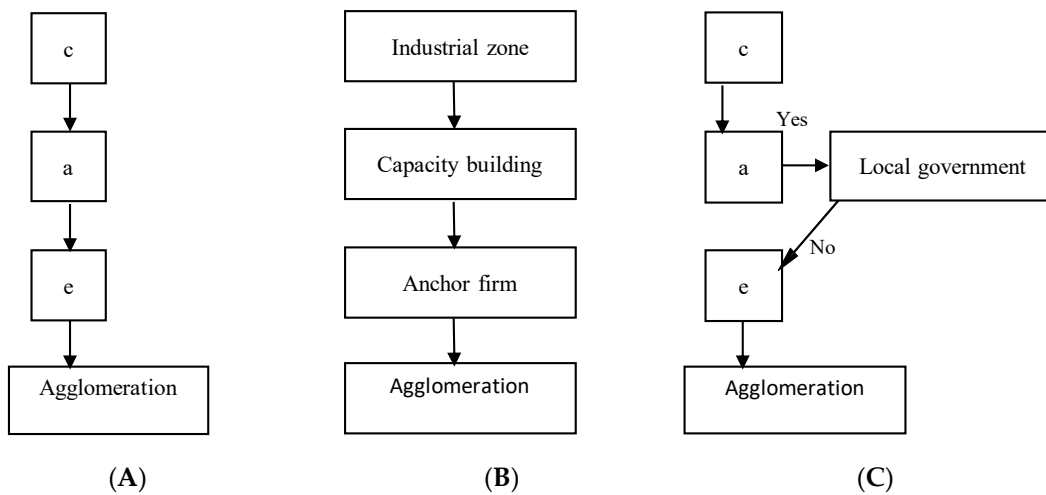 c
a
e
Agglomeration
(A)
Industrial zone
Capacity building
Anchor firm
Agglomeration
(B)
c
Yes
a
Local government
No
e
Agglomeration
(C)